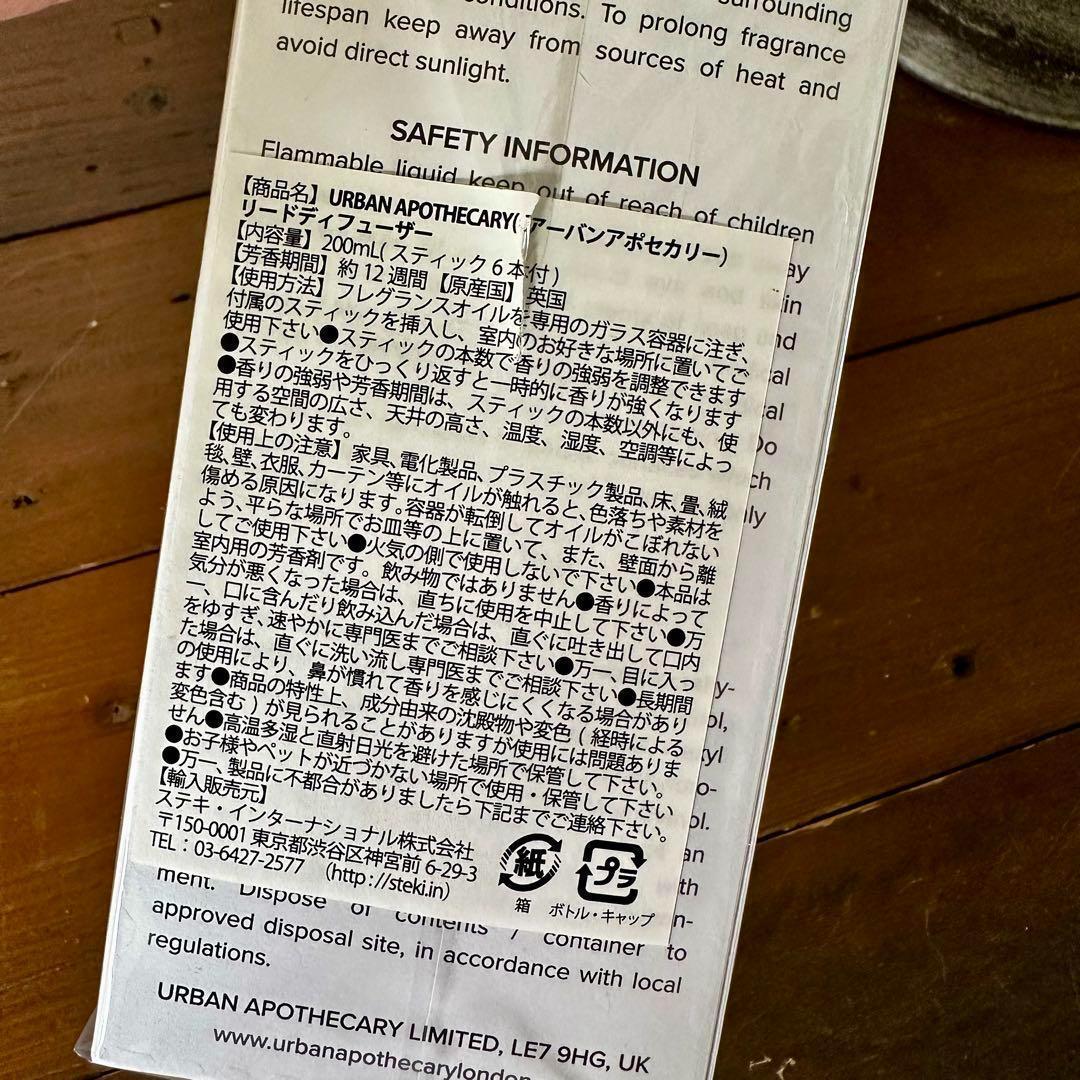 surrounding
conditions. To prolong fragrance
lifespan keep away from sources of heat and
avoid direct sunlight.
SAFETY INFORMATION
Flammable liquid keep out of reach of children
【商品名】URBAN APOTHECARY(アーバンアポセカリー)
リードディフューザー
【内容量】200mL(スティック6本付)
【芳香期間】約12週間【原産国】英国
【使用方法】フレグランスオイルを専用のガラス容器に注ぎ、
付属のスティックを挿入し、室内のお好きな場所に置いてご
使用下さい●スティックの本数で香りの強弱を調整できます
●スティックをひっくり返すと一時的に香りが強くなります
●香りの強弱や芳香期間は、スティックの本数以外にも、使
用する空間の広さ、天井の高さ、温度、湿度、空調等によっ
ても変わります。
【使用上の注意】家具、電化製品、プラスチック製品、床、畳、絨
毯、壁、衣服、カーテン等にオイルが触れると、色落ちや素材を
傷める原因になります。容器が転倒してオイルがこぼれない
よう、平らな場所でお皿等の上に置いて、また、壁面から離
してご使用下さい●火気の側で使用しないで下さい●本品は
室内用の芳香剤です。飲み物ではありません●香りによって
気分が悪くなった場合は、直ちに使用を中止して下さい●万
一、口に含んだり飲み込んだ場合は、直ぐに吐き出して口内
をゆすぎ、速やかに専門医までご相談下さい●万一、目に入っ
た場合は、直ぐに洗い流し専門医までご相談下さい●長期間
の使用により、鼻が慣れて香りを感じにくくなる場合があり
ます●商品の特性上、成分由来の沈殿物や変色(経時による
変色含む)が見られることがありますが使用には問題ありま
せん●高温多湿と直射日光を避けた場所で保管して下さい。
●お子様やペットが近づかない場所で使用・保管して下さい
●万一、製品に不都合がありましたら下記までご連絡下さい。
【輸入販売元】
ステキ・インターナショナル株式会社
〒150-0001 東京都渋谷区神宮前 6-29-3
TEL：03-6427-2577 (http://steki.in)
紙
箱
プラ
ボトル・キャップ
ment. Dispose of contents / container to
approved disposal site, in accordance with local
regulations.
URBAN APOTHECARY LIMITED, LE7 9HG, UK
www.urbanapothecarylondon